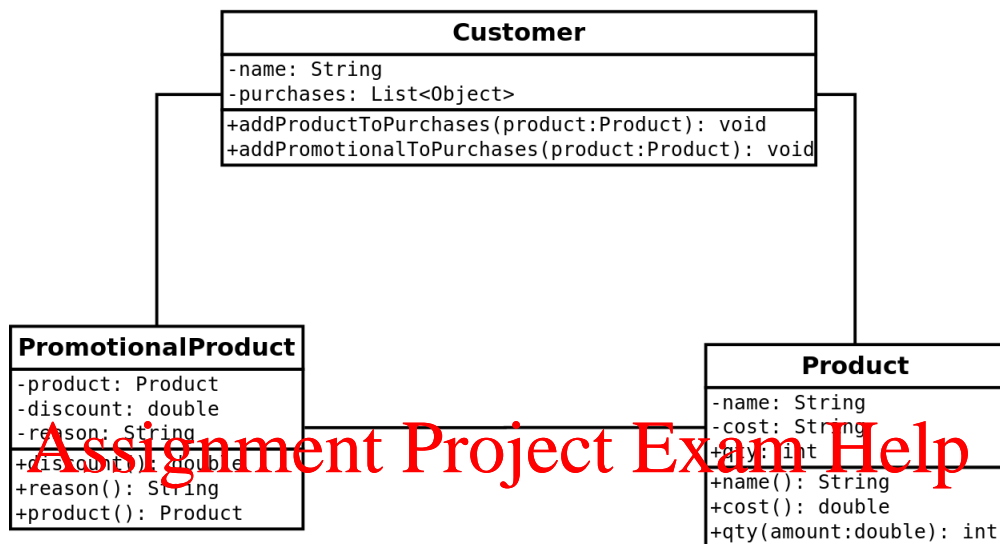 Customer
-name: String
-purchases: List<Object>
+addProductToPurchases(product:Product): void
+addPromotionalToPurchases(product:Product): void
PromotionalProduct
-product: Product
-discount: double
-reason: String
+discount(): double
+reason(): String
+product(): Product
Product
-name: String
-cost: String
+qty: int
+name(): String
+cost(): double
+qty(amount:double): int
Assignment Project Exam Help